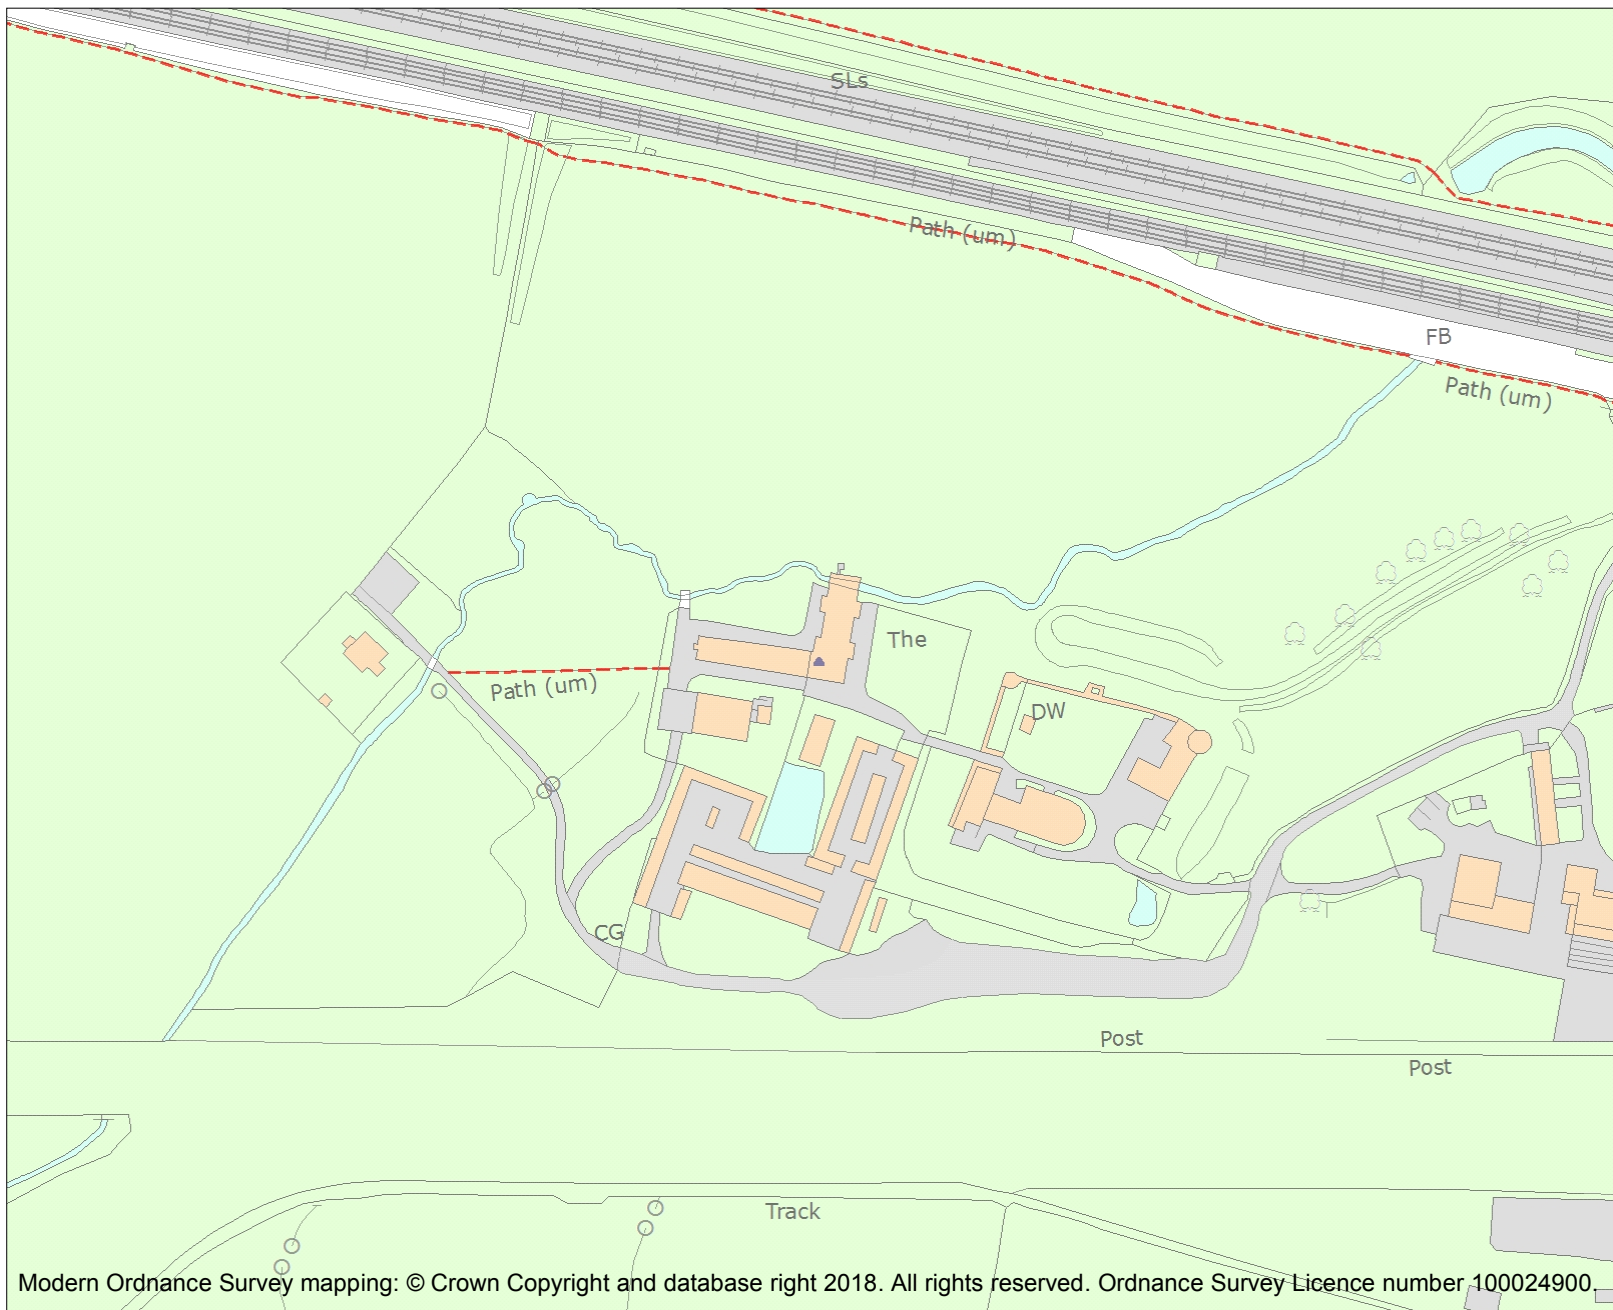 SLs
Path (um)
FB
Path (um)
The
Path (um)
DW
CG
Post
Post
Track
Modern Ordnance Survey mapping: © Crown Copyright and database right 2018. All rights reserved. Ordnance Survey Licence number 100024900.